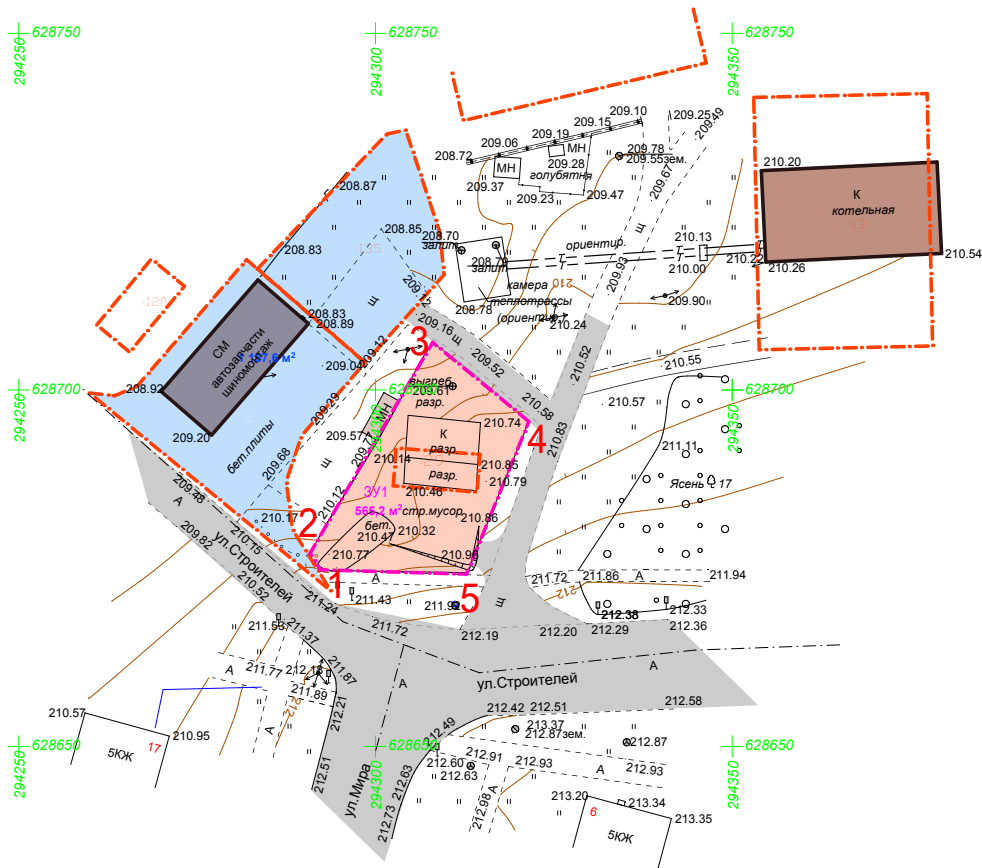 628750
628750
628750
294250
294300
294350
209.10
209.15
209.19
209.06
208.72
209.25
209.49
МН
МН
209.28
голубятня
209.37
209.23
209.47
209.78
209.55зем.
209.67
210.20
К
котельная
13
210.54
210.26
210.22
210.13
210.00
209.90
ориентир.
щ
209.93
208.87
208.85
208.83
208.70
залит.
залит.
208.78
камера
теплотрассы
(ориентир.
210
210.24
209.16
щ
209.52
щ
208.83
208.89
СМ
автозапчасти
шиномонтаж
208.92
209.20
209.04
209.12
209.29
бет.плиты
209.68
щ
3
628700
628700
294250
294300
294350
выгреб
209.61
разр.
МН
209.57
210.58
210.74
4
К
разр.
разр.
210.14
210.46
210.85
210.79
210.83
210.52
210.55
210.57
211.11
Ясень
17
210.12
ЗУ1
565,2 м²
стр.мусор
бет.
210.47
210.32
210.86
210.96
210.77
2
210.17
1
5
209.48
А
209.82
210.15
ул.Строителей
210.52
211.24
А
211.43
211.72
211.72
211.86
211.94
-212-
212.38
212.33
212.36
щ
212.19
212.20
212.29
211.37
211.77
А
211.87
211.89
212.21
А
-212-
А
ул.Строителей
А
212.42
212.51
212.58
212.49
213.37
212.87зем.
212.87
210.57
5КЖ
17
210.95
628650
628650
628650
294250
294300
294350
212.51
ул.Мира
212.63
212.73
212.60
212.63
212.91
212.93
А
212.93
212.98
А
213.20
213.34
213.35
6
5КЖ